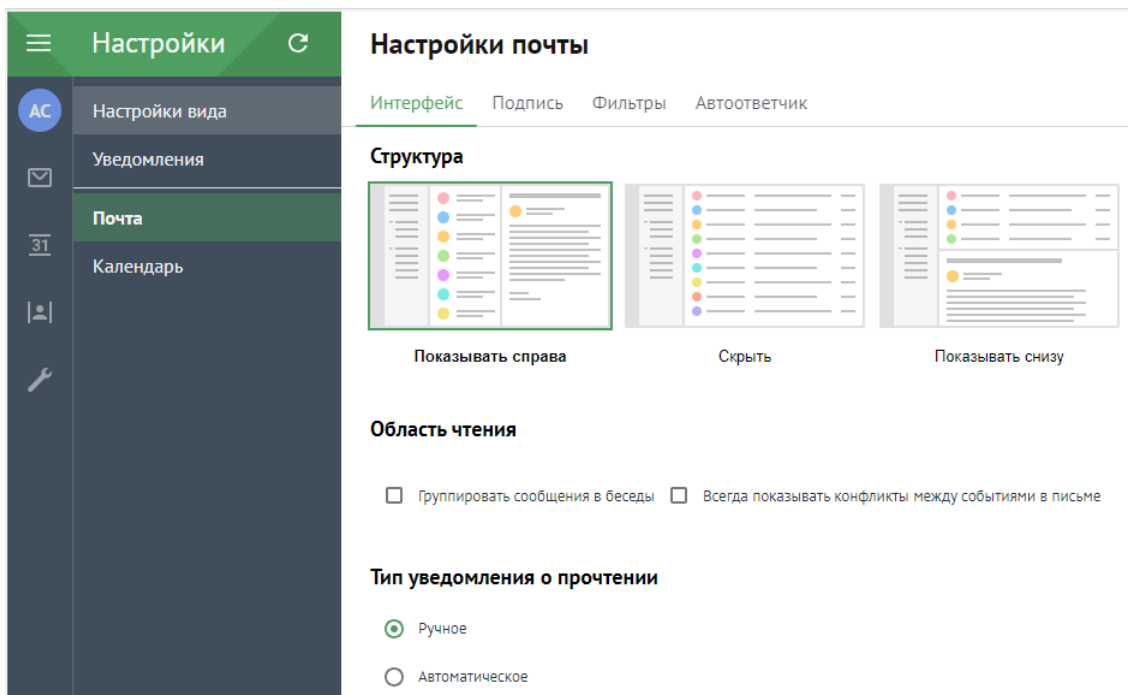 Настройки
АС
Настройки вида
Уведомления
Почта
31
Календарь
Настройки почты
Интерфейс Подпись Фильтры Автоответчик
Структура
Показывать справа Скрыть Показывать снизу
Область чтения
Группировать сообщения в беседы Всегда показывать конфликты между событиями в письме
Тип уведомления о прочтении
Ручное
Автоматическое